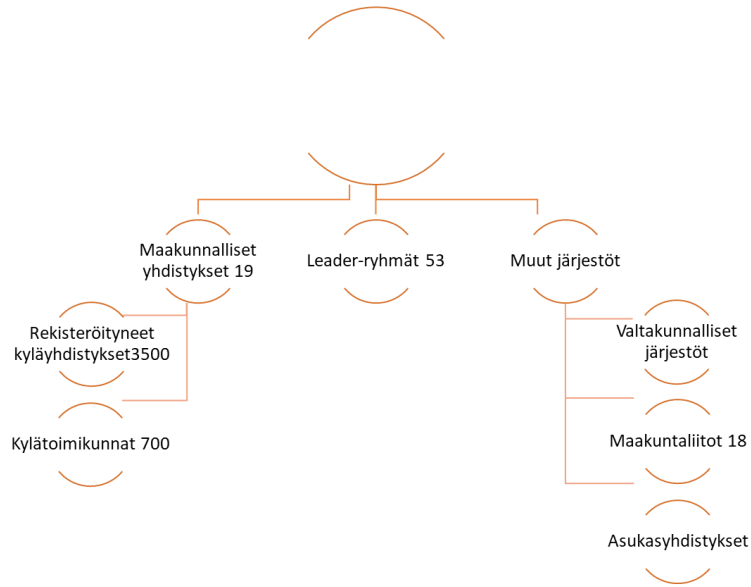 Maakunnalliset
yhdistykset 19
Leader-ryhmät 53
Muut järjestöt
Rekisteröityneet
kyläyhdistykset3500
Kylätoimikunnat 700
Valtakunnalliset
järjestöt
Maakuntaliitot 18
Asukasyhdistykset